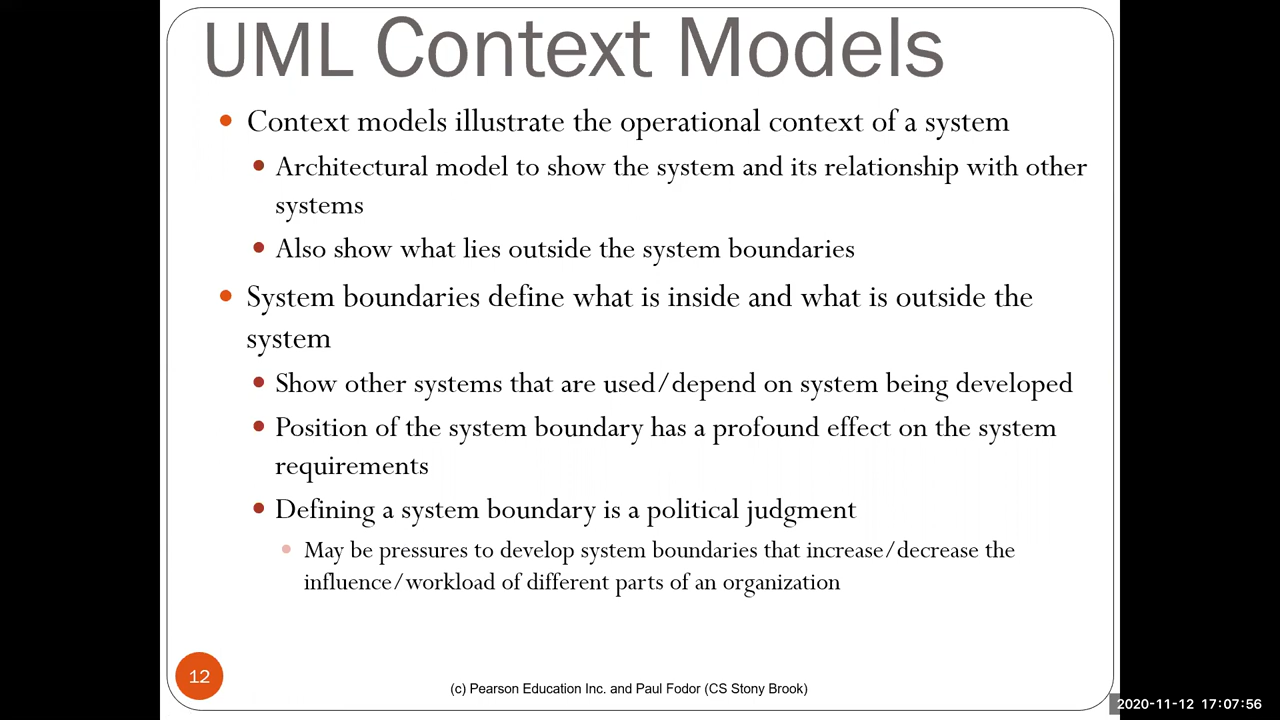 UML Context Models
• Context models illustrate the operational context of a system
• Architectural model to show the system and its relationship with other
systems
• Also show what lies outside the system boundaries
• System boundaries define what is inside and what is outside the
system
• Show other systems that are used/depend on system being developed
• Position of the system boundary has a profound effect on the system
requirements
• Defining a system boundary is a political judgment
• May be pressures to develop system boundaries that increase/decrease the
influence/workload of different parts of an organization
12
(c) Pearson Education Inc. and Paul Fodor (CS Stony Brook)
2020-11-12 17:07:56